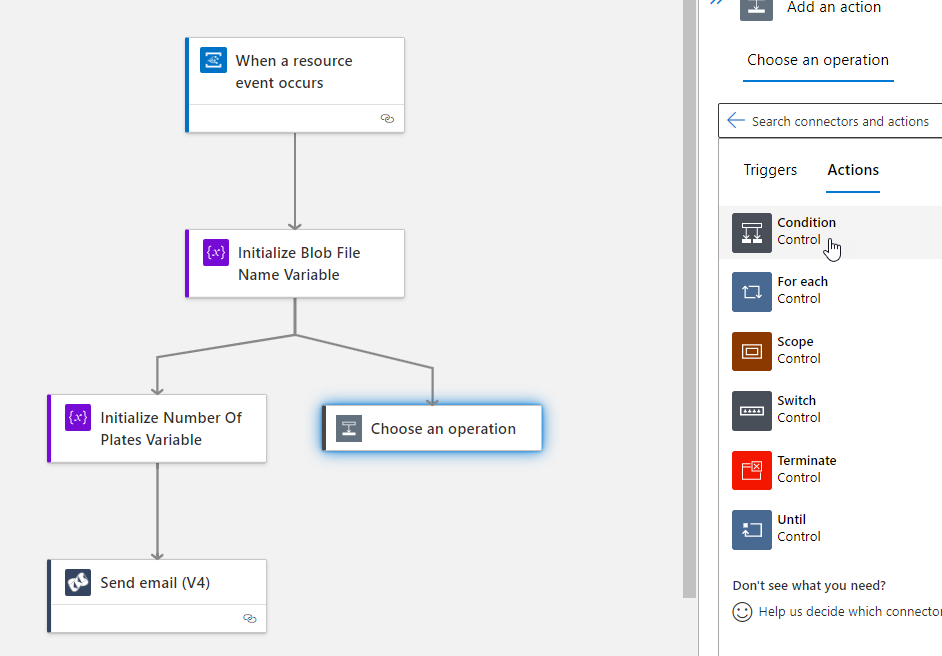 When a resource
event occurs
{x}
Initialize Blob File
Name Variable
{x}
Initialize Number Of
Plates Variable
Choose an operation
Send email (V4)
Add an action
Choose an operation
Search connectors and actions
Triggers
Actions
Condition
Control
For each
Control
Scope
Control
Switch
Control
Terminate
Control
Until
Control
Don't see what you need?
Help us decide which connector